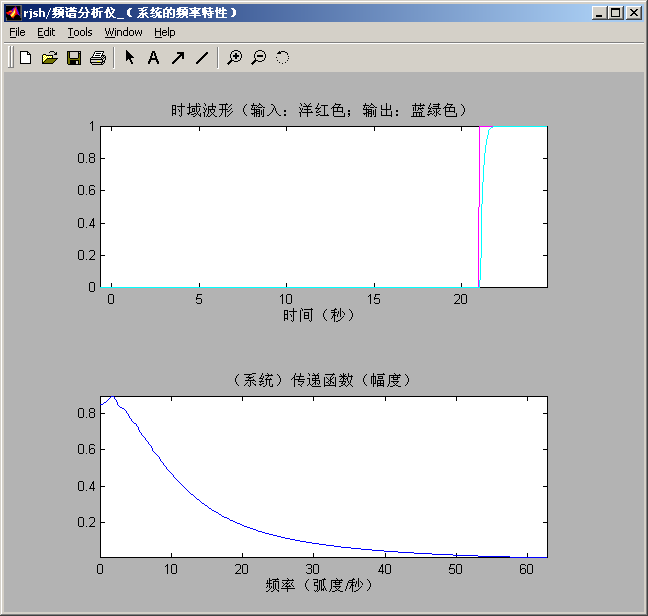 rjsh/频谱分析仪_（系统的频率特性）
File Edit Tools Window Help
A
时域波形（输入：洋红色；输出：蓝绿色）
1
0.8
0.6
0.4
0.2
0
0 5 10 15 20
时间（秒）
（系统）传递函数（幅度）
0.8
0.6
0.4
0.2
0 10 20 30 40 50 60
频率（弧度/秒）